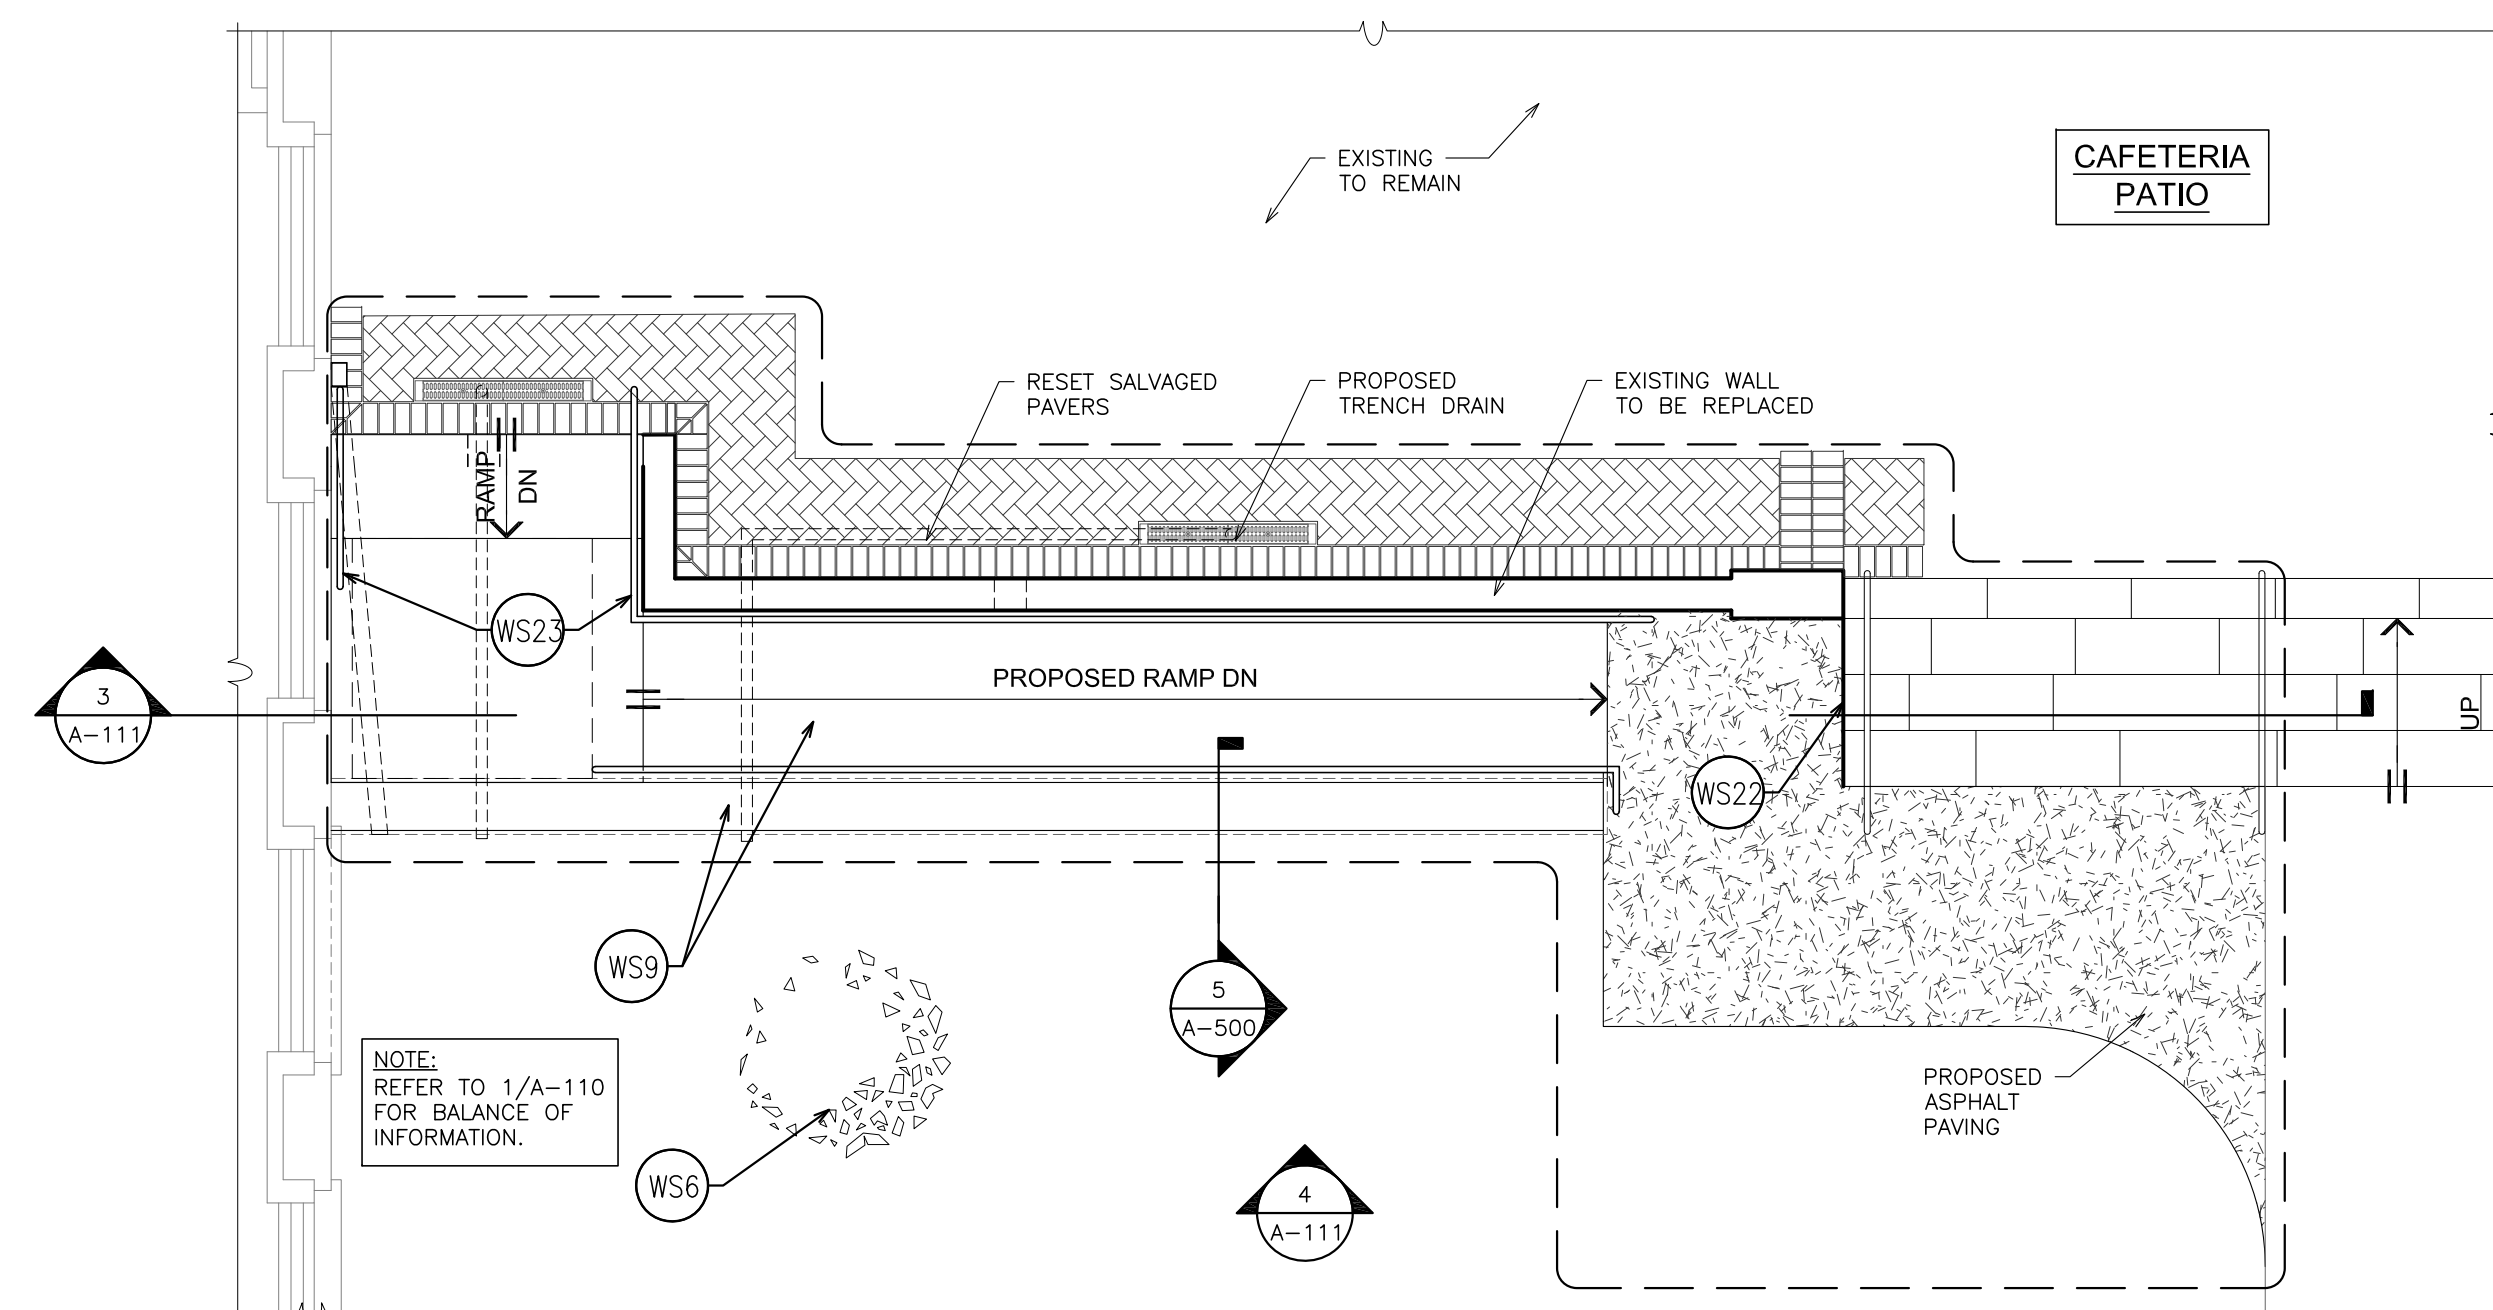 EXISTING
TO REMAIN
CAFETERIA
PATIO
RESET SALVAGED
PAVERS
PROPOSED
TRENCH DRAIN
EXISTING WALL
TO BE REPLACED
RAMP
DN
WS23
3
A-111
PROPOSED RAMP DN
UP
WS22
WS9
5
A-500
NOTE:
REFER TO 1/A-110
FOR BALANCE OF
INFORMATION.
PROPOSED
ASPHALT
PAVING
WS6
4
A-111